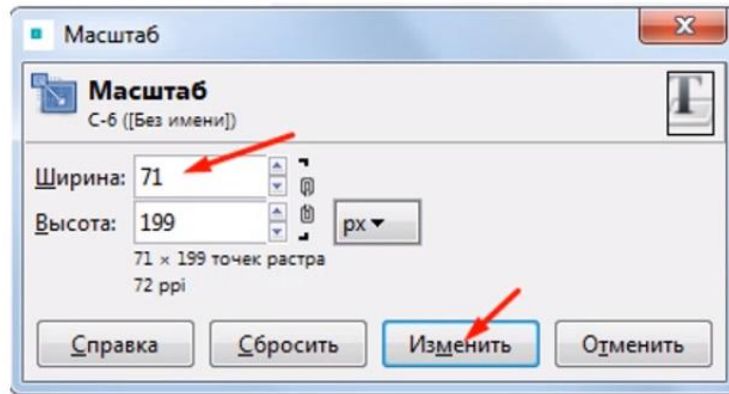 Масштаб
Масштаб
С-6 ([Без имени])
Ширина: 71
Высота: 199 px
71 × 199 точек растра
72 ppi
Справка Сбросить Изменить Отменить